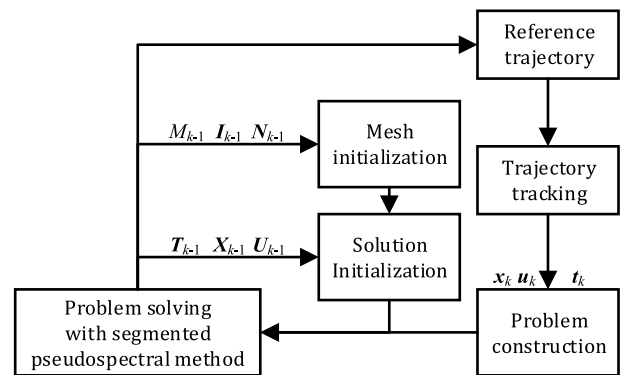 Reference
trajectory
M_{k-1} I_{k-1} N_{k-1}
Mesh
initialization
Trajectory
tracking
T_{k-1} X_{k-1} U_{k-1}
Solution
Initialization
x_k u_k t_k
Problem solving
with segmented
pseudospectral method
Problem
construction